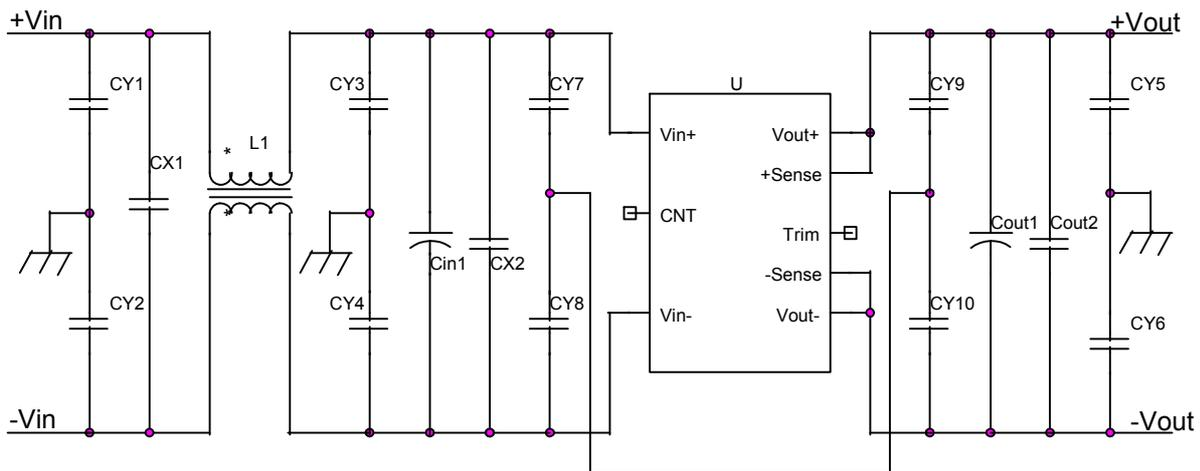 +Vin
+Vout
CY1
CY3
CY7
U
CY9
CY5
Vin+
Vout+
* L1
CX1
+Sense
CNT
*
Trim
Cout1
Cout2
Cin1
CX2
-Sense
CY2
CY4
CY8
Vin-
Vout-
CY10
CY6
-Vin
-Vout